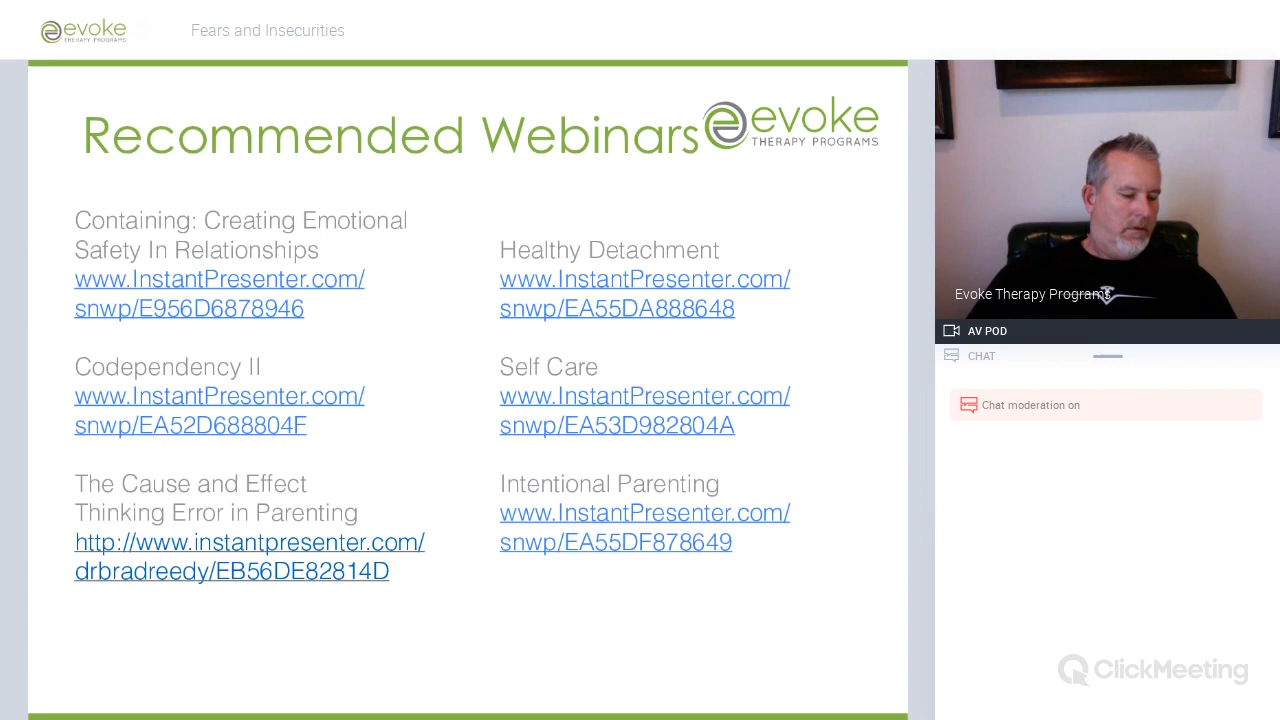 evoke
THERAPY PROGRAMS
Fears and Insecurities
Recommended Webinars
evoke
THERAPY PROGRAMS
Containing: Creating Emotional
Safety In Relationships
www.InstantPresenter.com/
snwp/E956D6878946
Codependency II
www.InstantPresenter.com/
snwp/EA52D688804F
The Cause and Effect
Thinking Error in Parenting
http://www.instantpresenter.com/
drbradreedy/EB56DE82814D
Healthy Detachment
www.InstantPresenter.com/
snwp/EA55DA888648
Self Care
www.InstantPresenter.com/
snwp/EA53D982804A
Intentional Parenting
www.InstantPresenter.com/
snwp/EA55DF878649
Evoke Therapy Programs
AV POD
CHAT
Chat moderation on
ClickMeeting